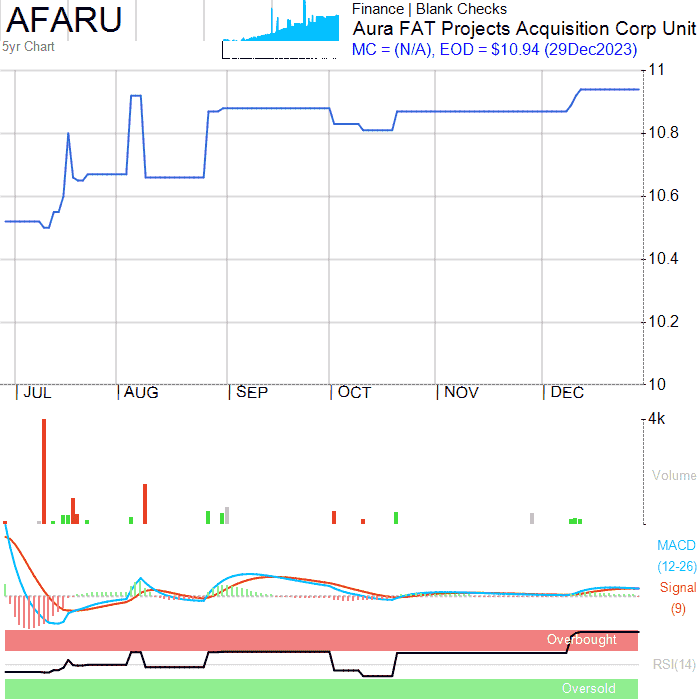 AFARU
5yr Chart
Finance | Blank Checks
Aura FAT Projects Acquisition Corp Unit
MC = (N/A), EOD = $10.94 (29Dec2023)
11
10.8
10.6
10.4
10.2
10
| JUL | AUG | SEP | OCT | NOV | DEC
4k
Volume
MACD
(12-26)
Signal
(9)
Overbought
RSI(14)
Oversold